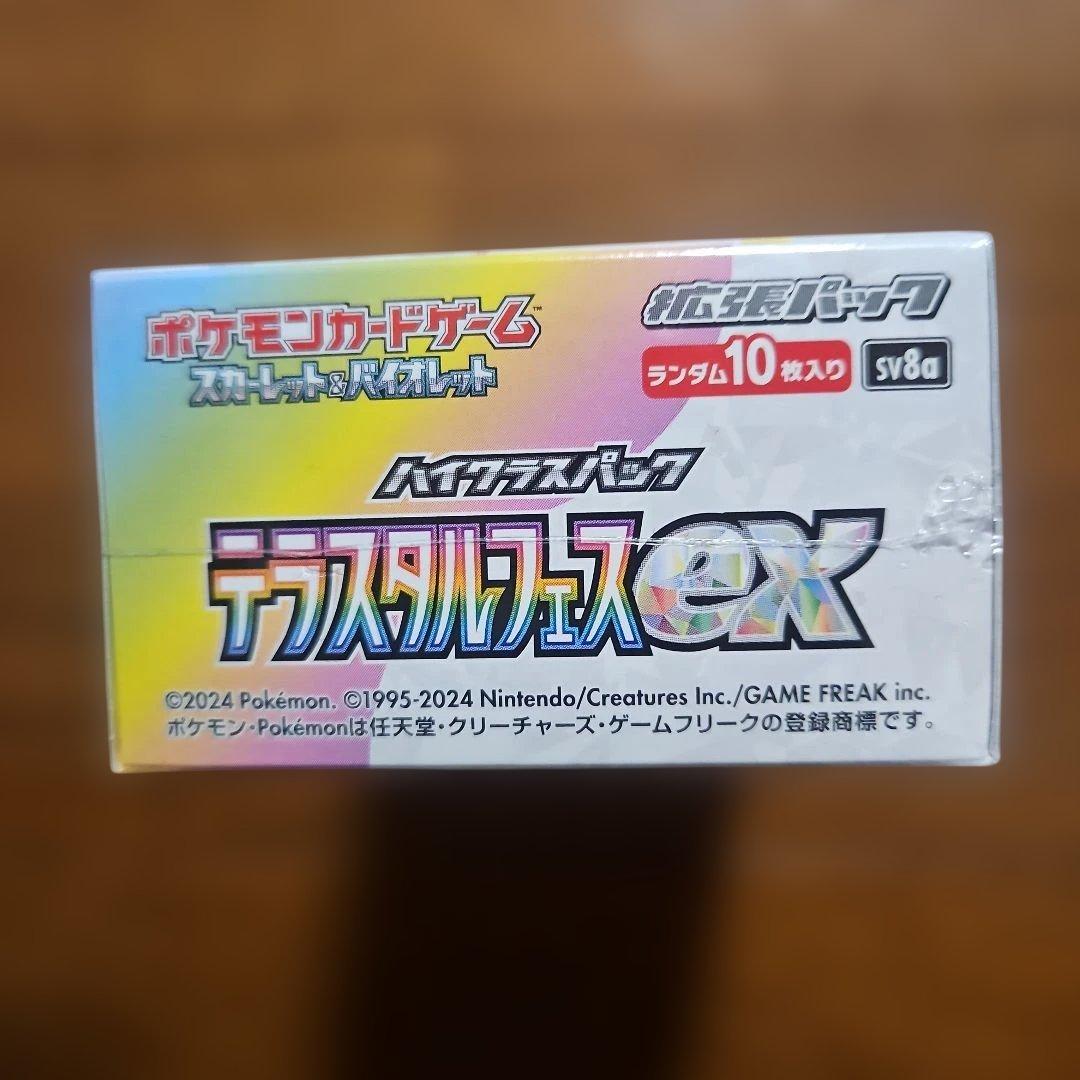 ポケモンカードゲーム™
スカーレット&バイオレット
拡張パック
ランダム10枚入り
sv8a
ハイクラスパック
テラスタルフェスex
©2024 Pokémon. ©1995-2024 Nintendo/Creatures Inc./GAME FREAK inc.
ポケモン・Pokémonは任天堂・クリーチャーズ・ゲームフリークの登録商標です。